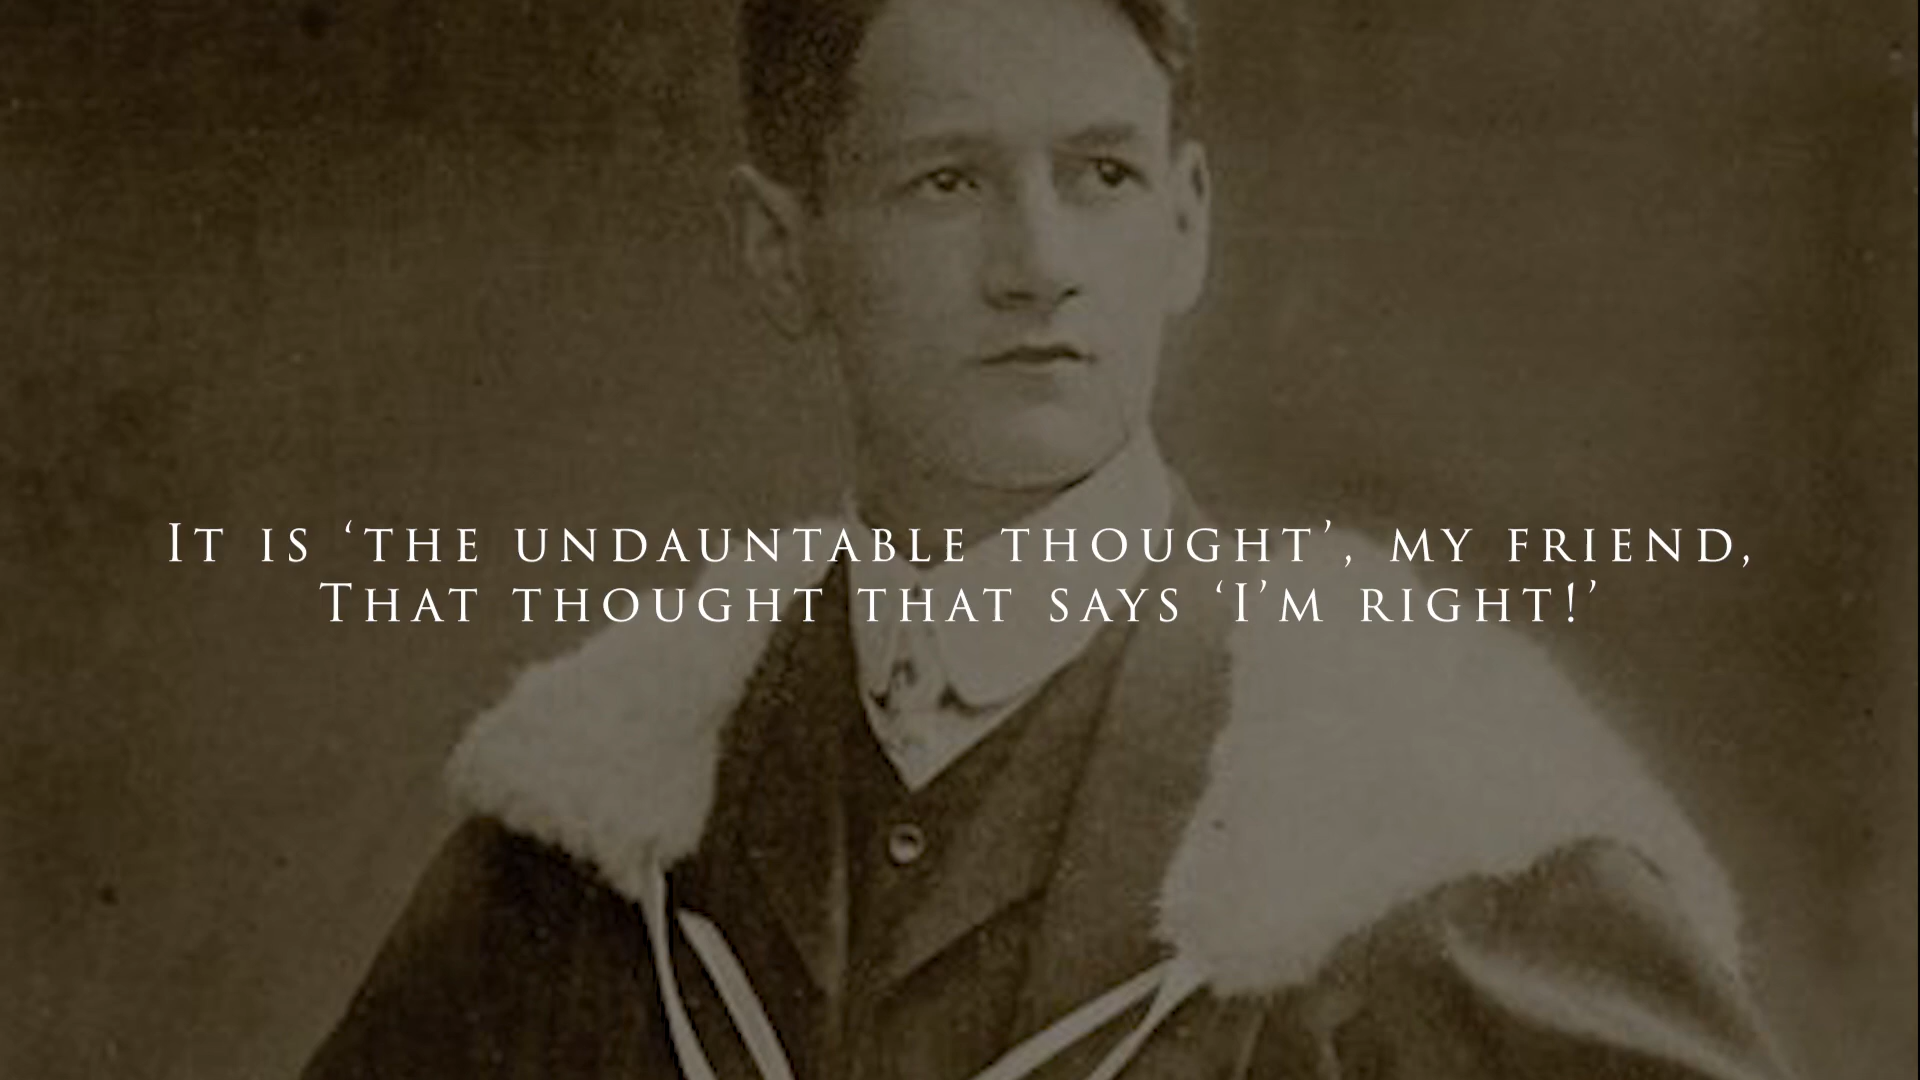 It is ‘the undauntable thought’, my friend,
That thought that says ‘I’m right!’